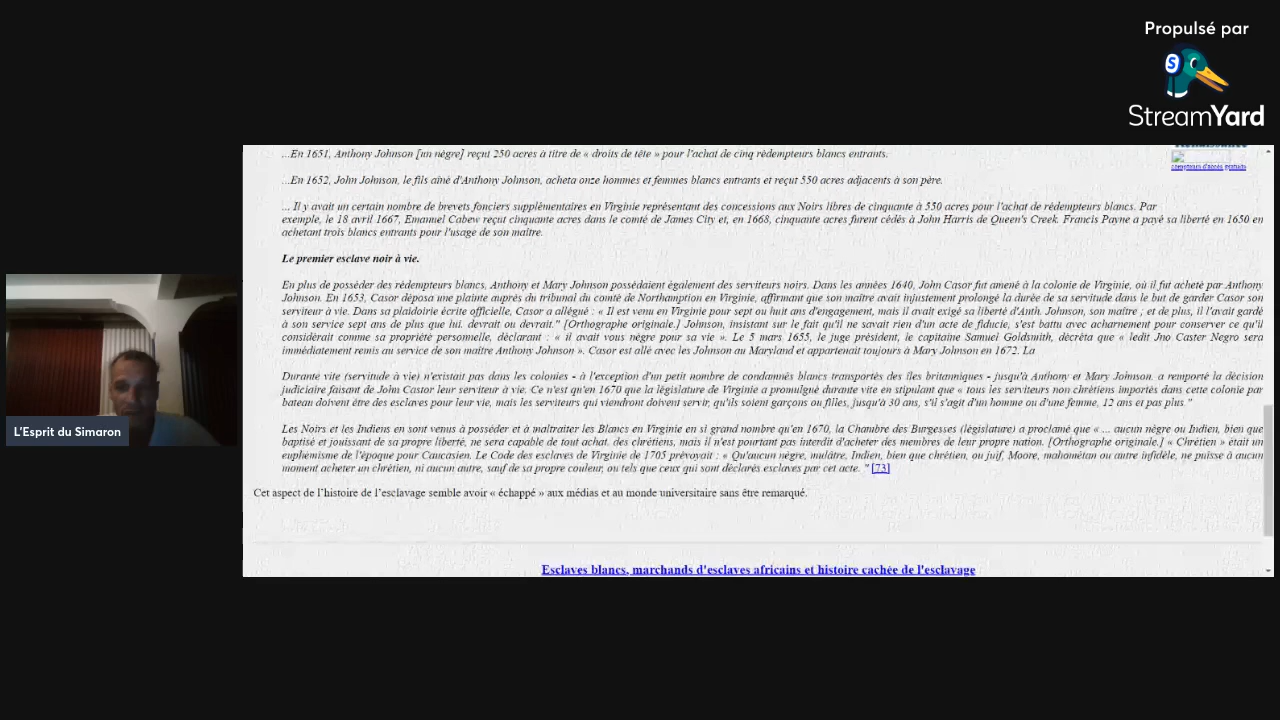 Propulsé par
StreamYard
...En 1651, Anthony Johnson [un nègre] reçut 250 acres à titre de « droits de tête » pour l'achat de cinq rédempteurs blancs entrants.
compteurs d'accès gratuits
...En 1652, John Johnson, le fils aîné d'Anthony Johnson, acheta onze hommes et femmes blancs entrants et reçut 550 acres adjacents à son père.
... Il y avait un certain nombre de brevets fonciers supplémentaires en Virginie représentant des concessions aux Noirs libres de cinquante à 550 acres pour l'achat de rédempteurs blancs. Par
exemple, le 18 avril 1667, Emanuel Cabew reçut cinquante acres dans le comté de James City et, en 1668, cinquante acres furent cédés à John Harris de Queen's Creek. Francis Payne a payé sa liberté en 1650 en
achetant trois blancs entrants pour l'usage de son maître.
Le premier esclave noir à vie.
En plus de posséder des rédempteurs blancs, Anthony et Mary Johnson possédaient également des serviteurs noirs. Dans les années 1640, John Casor fut amené à la colonie de Virginie, où il fut acheté par Anthony
Johnson. En 1653, Casor déposa une plainte auprès du tribunal du comté de Northampton en Virginie, affirmant que son maître avait injustement prolongé la durée de sa servitude dans le but de garder Casor son
serviteur à vie. Dans sa plaidoirie écrite officielle, Casor a allégué : « Il est venu en Virginie pour sept ou huit ans d'engagement, mais il avait exigé sa liberté d'Anth. Johnson, son maître ; et de plus, il l'avait gardé
à son service sept ans de plus que lui. devrait ou devrait." [Orthographe originale.] Johnson, insistant sur le fait qu'il ne savait rien d'un acte de fiducie, s'est battu avec acharnement pour conserver ce qu'il
considérait comme sa propriété personnelle, déclarant : « il avait vous nègre pour sa vie ». Le 5 mars 1655, le juge président, le capitaine Samuel Goldsmith, décréta que « ledit Jno Caster Negro sera
immédiatement remis au service de son maître Anthony Johnson ». Casor est allé avec les Johnson au Maryland et appartenait toujours à Mary Johnson en 1672. La
Durante vite (servitude à vie) n'existait pas dans les colonies - à l'exception d'un petit nombre de condamnés blancs transportés des îles britanniques - jusqu'à Anthony et Mary Johnson. a remporté la décision
judiciaire faisant de John Castor leur serviteur à vie. Ce n'est qu'en 1670 que la législature de Virginie a promulgué durante vite en stipulant que « tous les serviteurs non chrétiens importés dans cette colonie par
bateau doivent être des esclaves pour leur vie, mais les serviteurs qui viendront doivent servir, qu'ils soient garçons ou filles, jusqu'à 30 ans, s'il s'agit d'un homme ou d'une femme, 12 ans et pas plus."
Les Noirs et les Indiens en sont venus à posséder et à maltraiter les Blancs en Virginie en si grand nombre qu'en 1670, la Chambre des Burgesses (législature) a proclamé que « ... aucun nègre ou Indien, bien que
baptisé et jouissant de sa propre liberté, ne sera capable de tout achat. des chrétiens, mais il n'est pourtant pas interdit d'acheter des membres de leur propre nation. [Orthographe originale.] « Chrétien » était un
euphémisme de l'époque pour Caucasien. Le Code des esclaves de Virginie de 1705 prévoyait : « Qu'aucun nègre, mulâtre, Indien, bien que chrétien, ou juif, Moore, mahométan ou autre infidèle, ne puisse à aucun
moment acheter un chrétien, ni aucun autre, sauf de sa propre couleur, ou tels que ceux qui sont déclarés esclaves par cet acte. " [73]
L'Esprit du Simaron
Cet aspect de l'histoire de l'esclavage semble avoir « échappé » aux médias et au monde universitaire sans être remarqué.
Esclaves blancs, marchands d'esclaves africains et histoire cachée de l'esclavage